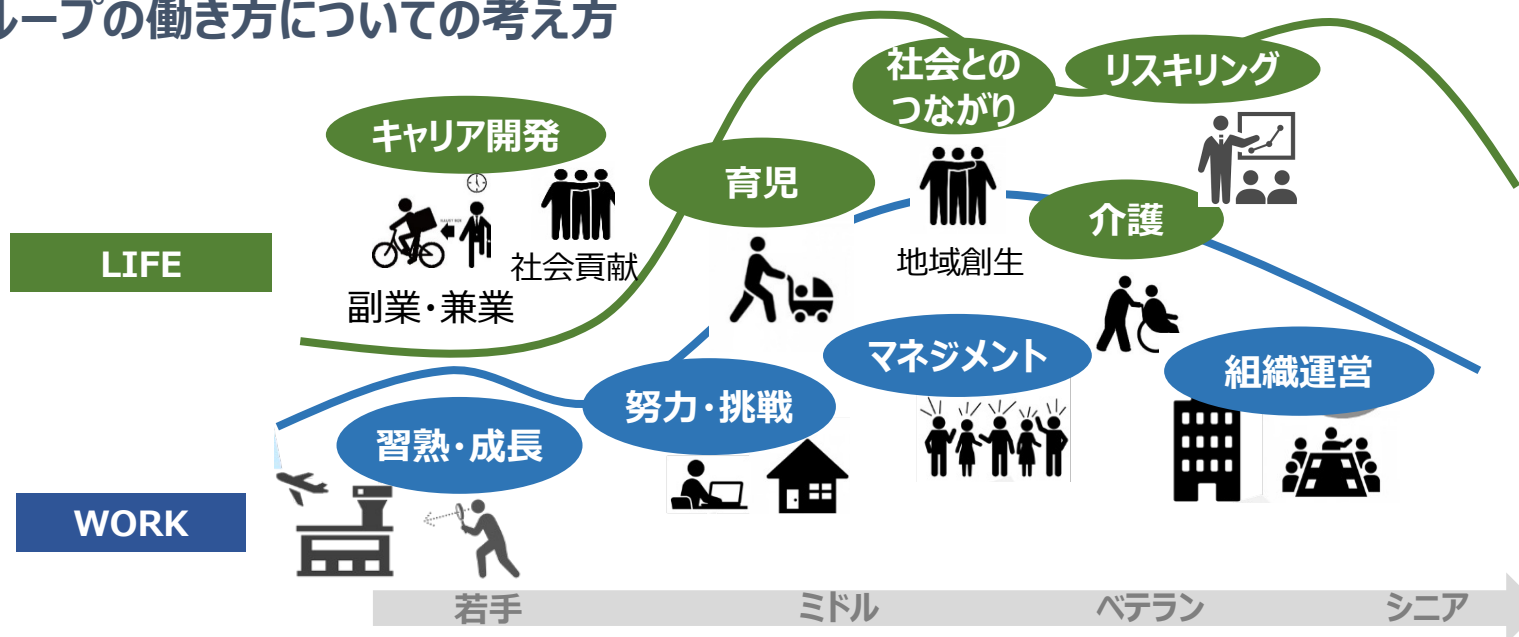 ループの働き方についての考え方
社会との
つながり
リスキリング
キャリア開発
育児
介護
LIFE
社会貢献
地域創生
副業・兼業
マネジメント
組織運営
努力・挑戦
習熟・成長
WORK
若手
ミドル
ベテラン
シニア